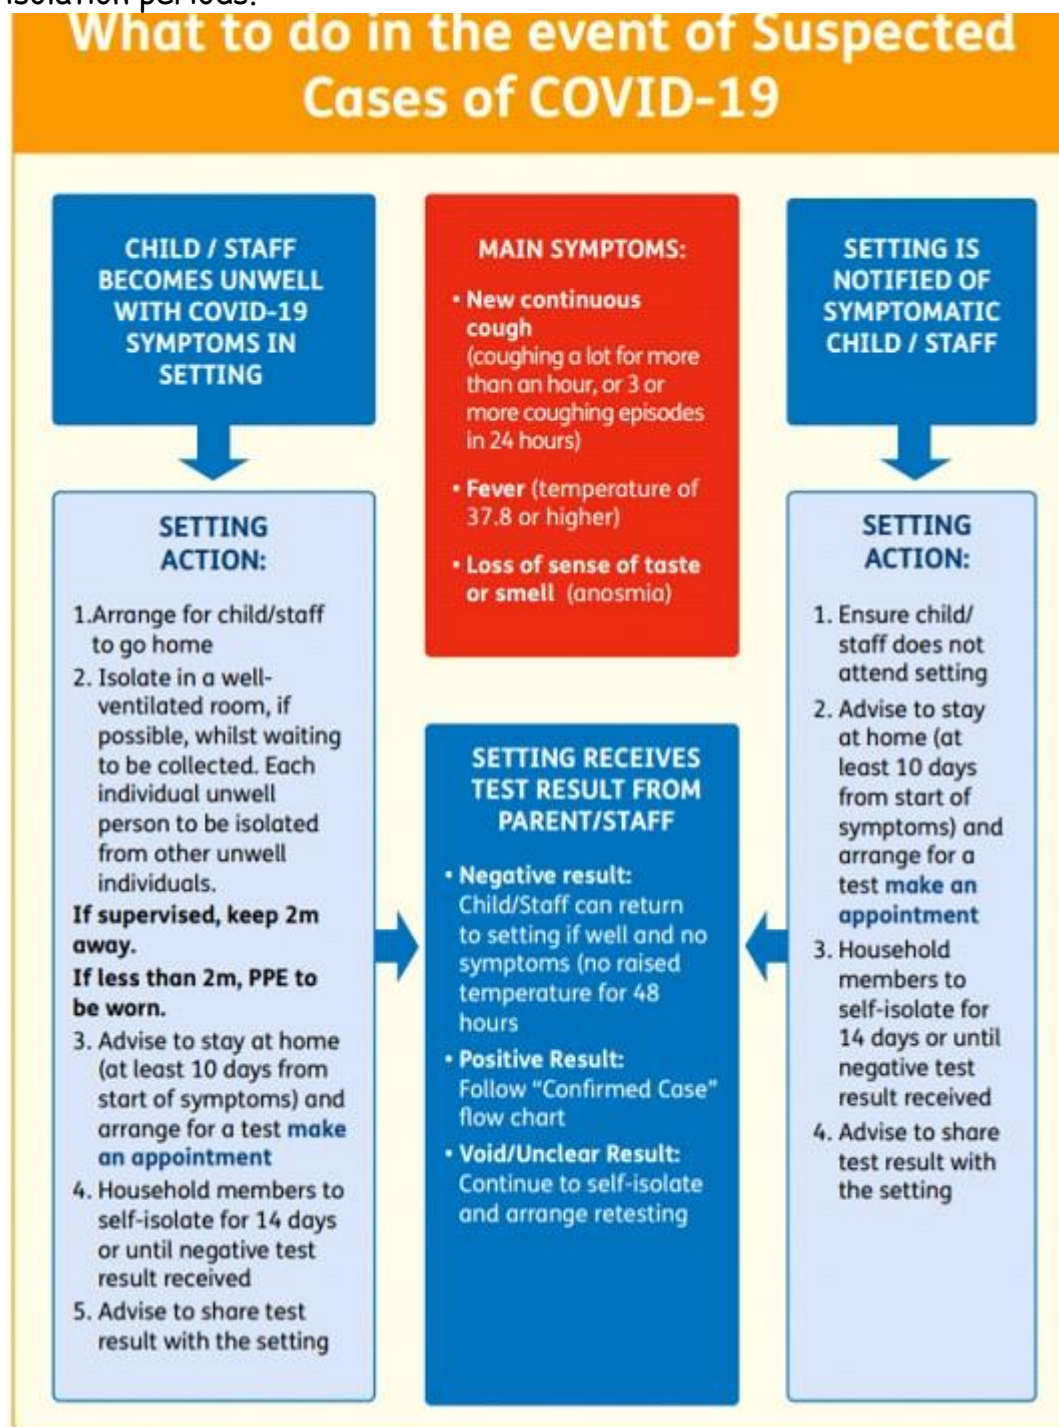 isolation periods.
What to do in the event of Suspected
Cases of COVID-19
CHILD / STAFF
BECOMES UNWELL
WITH COVID-19
SYMPTOMS IN
SETTING
SETTING
ACTION:
1.Arrange for child/staff
to go home
2. Isolate in a well-
ventilated room, if
possible, whilst waiting
to be collected. Each
individual unwell
person to be isolated
from other unwell
individuals.
If supervised, keep 2m
away.
If less than 2m, PPE to
be worn.
3. Advise to stay at home
(at least 10 days from
start of symptoms) and
arrange for a test make
an appointment
4. Household members to
self-isolate for 14 days
or until negative test
result received
5. Advise to share test
result with the setting
MAIN SYMPTOMS:
• New continuous
cough
(coughing a lot for more
than an hour, or 3 or
more coughing episodes
in 24 hours)
• Fever (temperature of
37.8 or higher)
• Loss of sense of taste
or smell (anosmia)
SETTING RECEIVES
TEST RESULT FROM
PARENT/STAFF
• Negative result:
Child/Staff can return
to setting if well and no
symptoms (no raised
temperature for 48
hours
• Positive Result:
Follow “Confirmed Case”
flow chart
• Void/Unclear Result:
Continue to self-isolate
and arrange retesting
SETTING IS
NOTIFIED OF
SYMPTOMATIC
CHILD / STAFF
SETTING
ACTION:
1. Ensure child/
staff does not
attend setting
2. Advise to stay
at home (at
least 10 days
from start of
symptoms) and
arrange for a
test make an
appointment
3. Household
members to
self-isolate for
14 days or until
negative test
result received
4. Advise to share
test result with
the setting